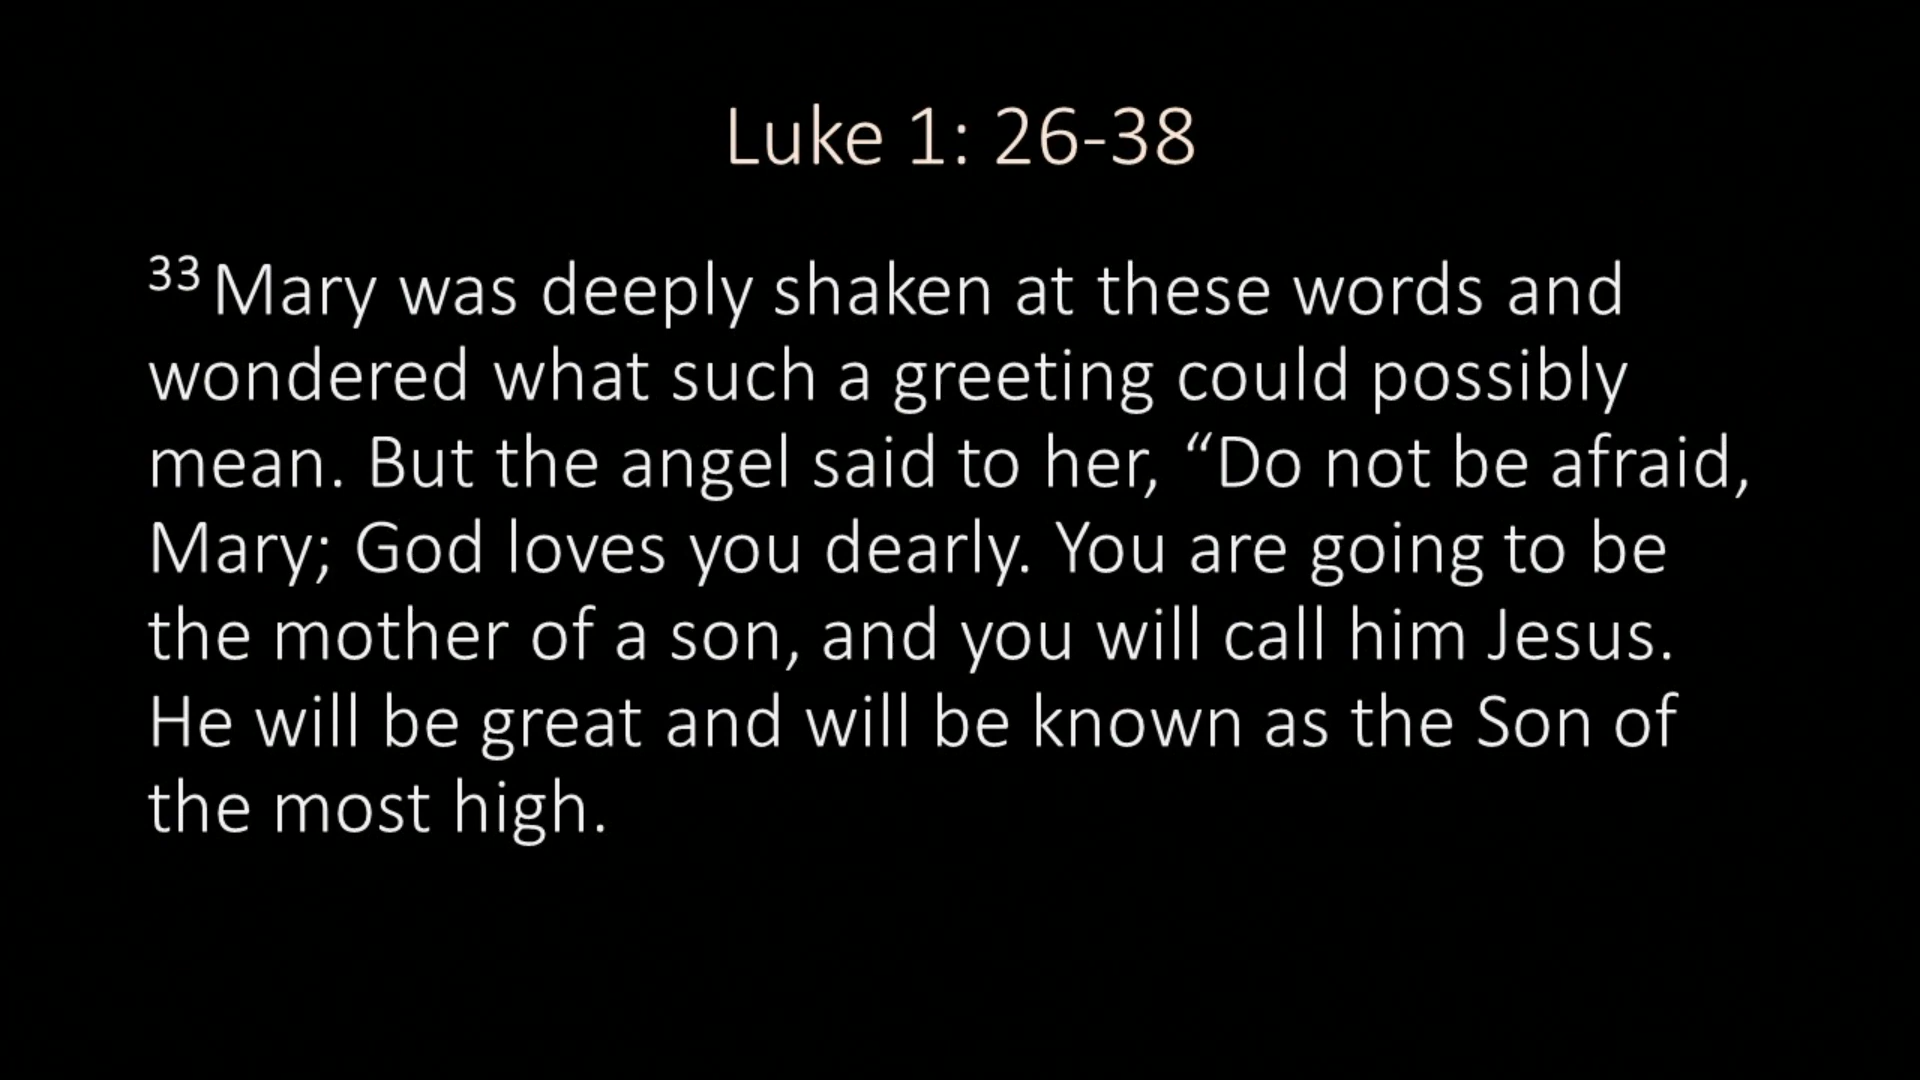 Luke 1: 26-38
33 Mary was deeply shaken at these words and
wondered what such a greeting could possibly
mean. But the angel said to her, “Do not be afraid,
Mary; God loves you dearly. You are going to be
the mother of a son, and you will call him Jesus.
He will be great and will be known as the Son of
the most high.